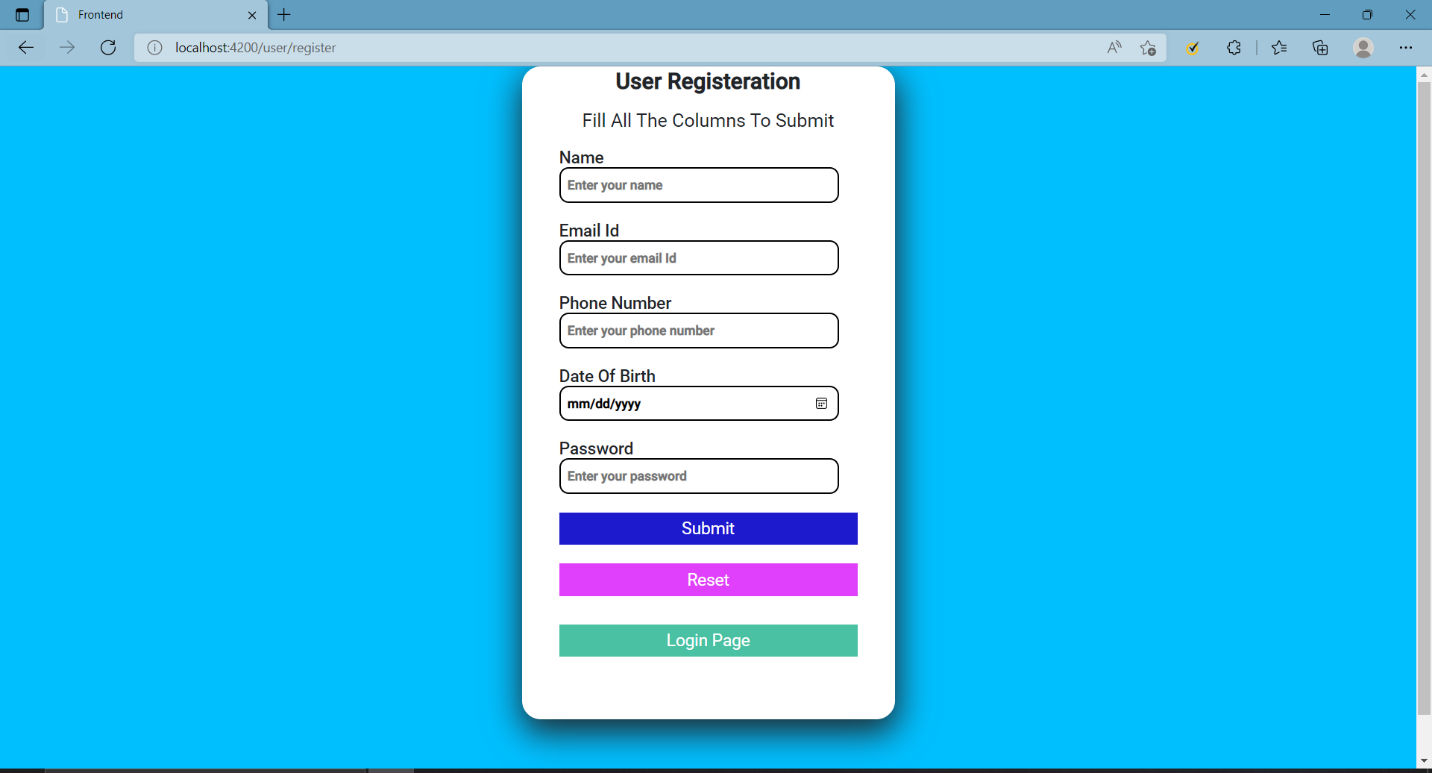 Frontend
localhost:4200/user/register
User Registeration
Fill All The Columns To Submit
Name
Enter your name
Email Id
Enter your email Id
Phone Number
Enter your phone number
Date Of Birth
mm/dd/yyyy
Password
Enter your password
Submit
Reset
Login Page